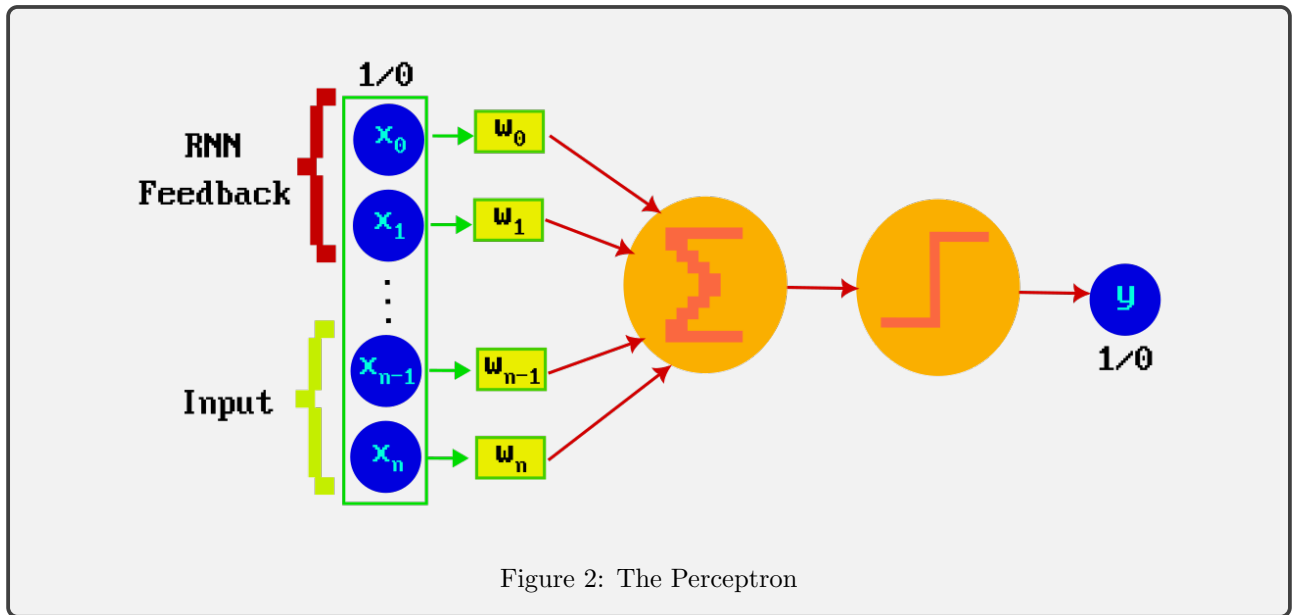 1/0
RNN
Feedback
x₀
w₀
x₁
w₁
Σ
y
1/0
Input
xₙ₋₁
wₙ₋₁
xₙ
wₙ
Figure 2: The Perceptron